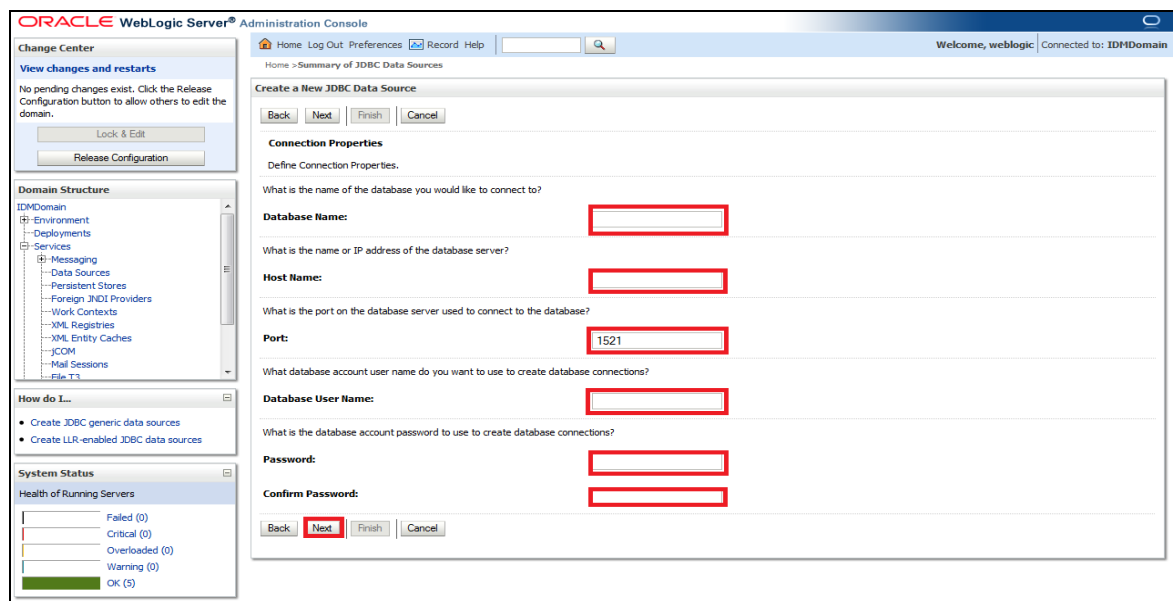 ORACLE WebLogic Server® Administration Console
Change Center
View changes and restarts
No pending changes exist. Click the Release
Configuration button to allow others to edit the
domain.
Lock & Edit
Release Configuration
Domain Structure
IDMDomain
Environment
Deployments
Services
Messaging
Data Sources
Persistent Stores
Foreign JNDI Providers
Work Contexts
XML Registries
XML Entity Caches
jCOM
Mail Sessions
File T3
How do I...
Create JDBC generic data sources
Create LLR-enabled JDBC data sources
System Status
Health of Running Servers
Failed (0)
Critical (0)
Overloaded (0)
Warning (0)
OK (5)
Home Log Out Preferences Record Help
Welcome, weblogic Connected to: IDMDomain
Home >Summary of JDBC Data Sources
Create a New JDBC Data Source
Back Next Finish Cancel
Connection Properties
Define Connection Properties.
What is the name of the database you would like to connect to?
Database Name:
What is the name or IP address of the database server?
Host Name:
What is the port on the database server used to connect to the database?
Port: 1521
What database account user name do you want to use to create database connections?
Database User Name:
What is the database account password to use to create database connections?
Password:
Confirm Password:
Back Next Finish Cancel